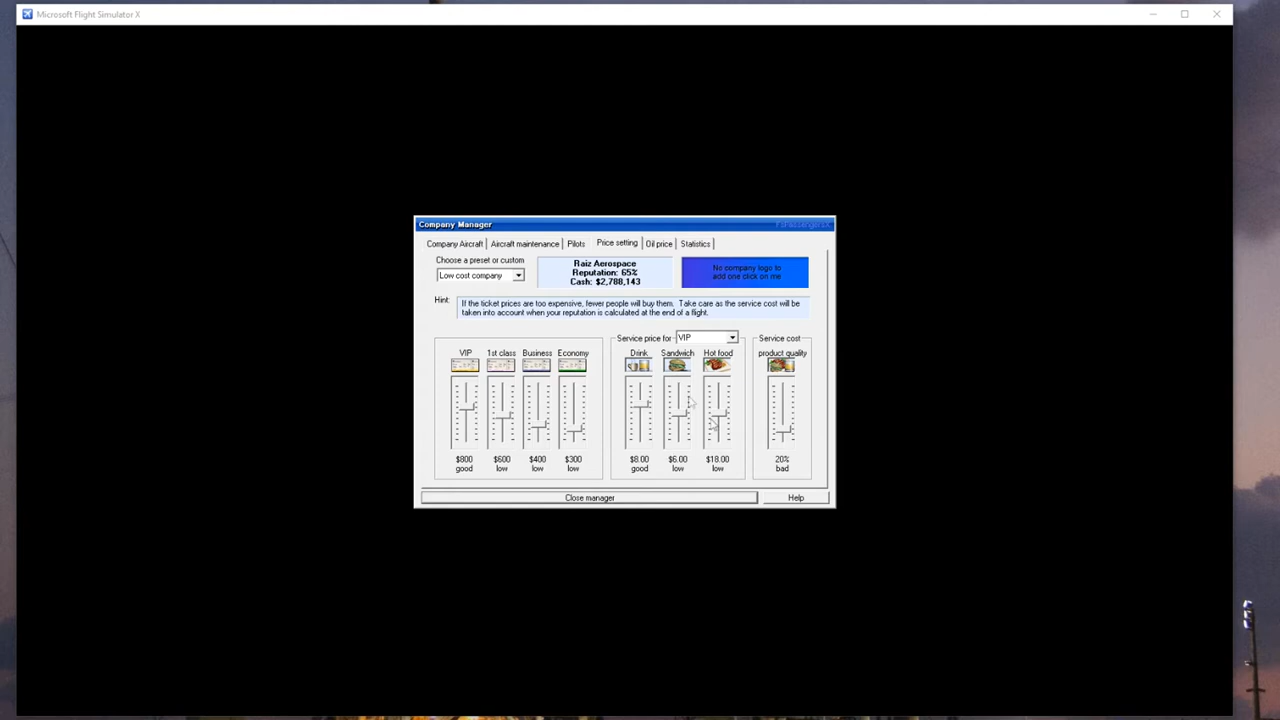 Microsoft Flight Simulator X
Company Manager
FsPassengersX
Company Aircraft
Aircraft maintenance
Pilots
Price setting
Oil price
Statistics
Choose a preset or custom
Low cost company
Raiz Aerospace
Reputation: 65%
Cash: $2,788,143
No company logo to
add one click on me
Hint:
If the ticket prices are too expensive, fewer people will buy them. Take care as the service cost will be
taken into account when your reputation is calculated at the end of a flight.
VIP
1st class
Business
Economy
$800
good
$600
low
$400
low
$300
low
Service price for
VIP
Drink
Sandwich
Hot food
$8.00
good
$6.00
low
$18.00
low
Service cost
product quality
20%
bad
Close manager
Help